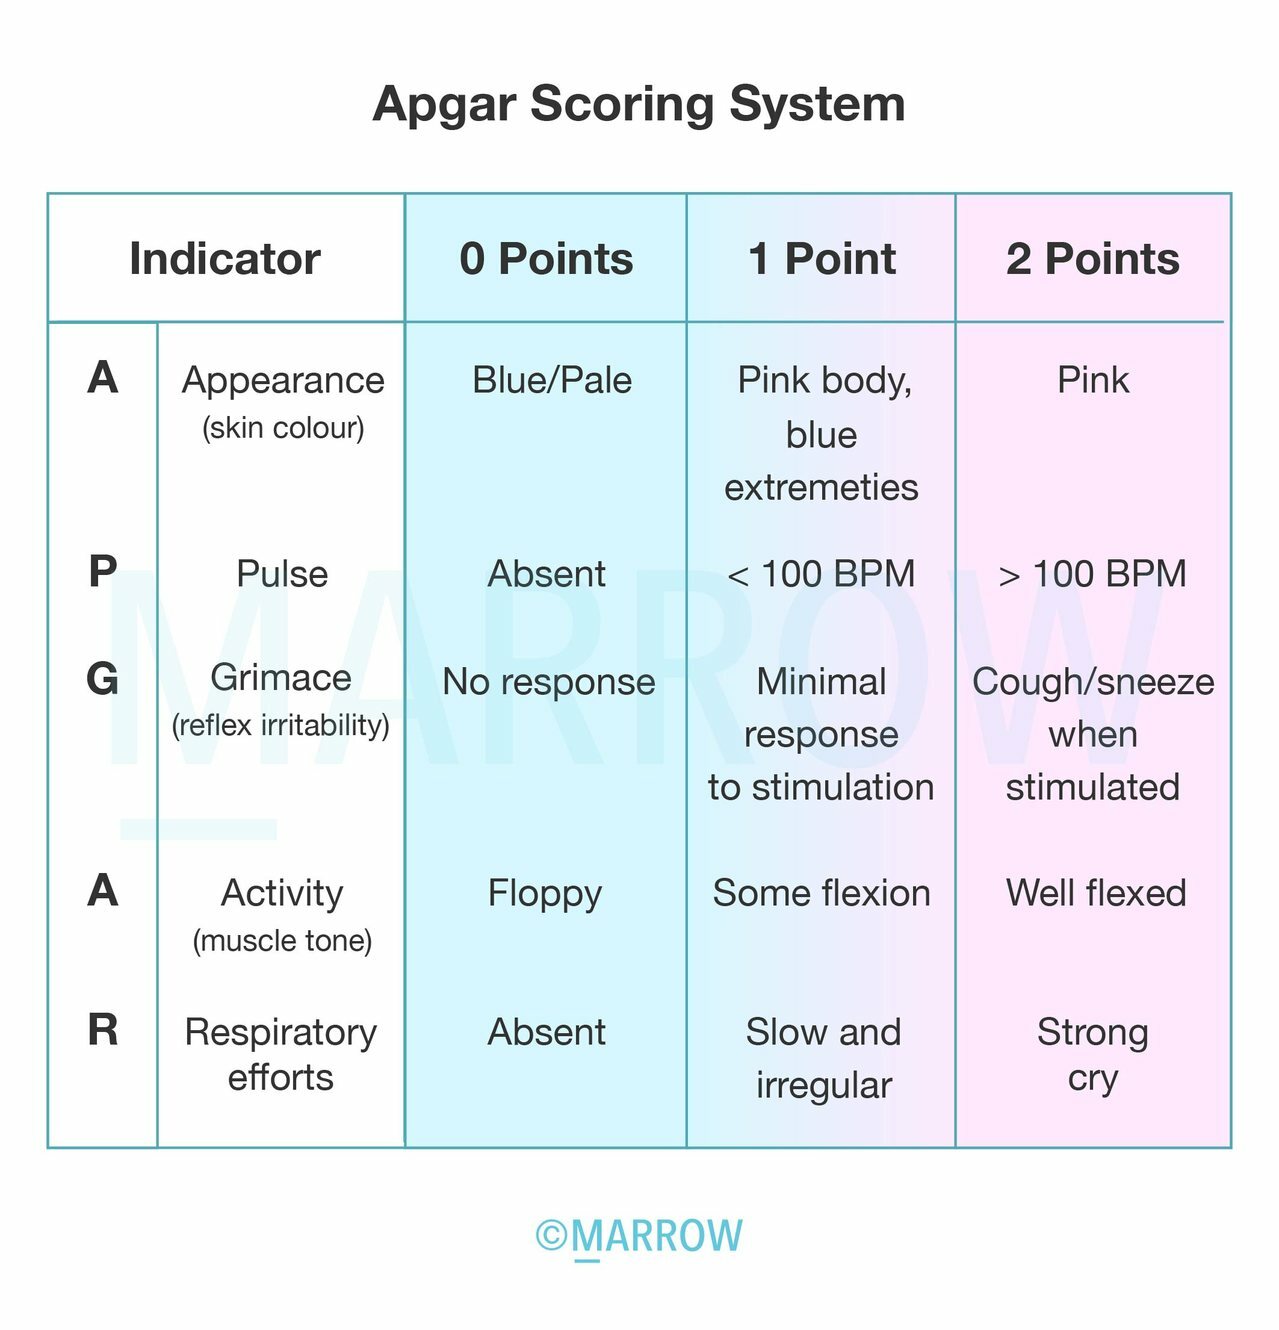 Apgar Scoring System
Indicator 0 Points 1 Point 2 Points
A Appearance Blue/Pale Pink body, Pink
(skin colour) blue
extremeties
P Pulse Absent < 100 BPM > 100 BPM
G Grimace No response Minimal Cough/sneeze
(reflex irritability) response when
to stimulation stimulated
A Activity Floppy Some flexion Well flexed
(muscle tone)
R Respiratory Absent Slow and Strong
efforts irregular cry
MARROW
©MARROW